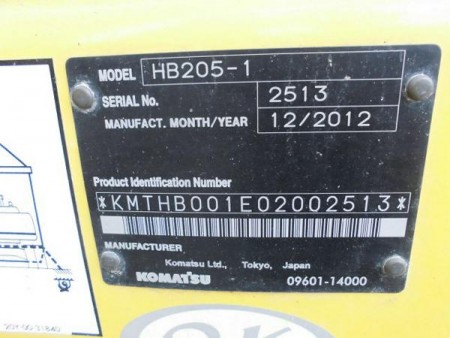 MODEL HB205-1
SERIAL No. 2513
MANUFACT. MONTH/YEAR 12/2012
Product Identification Number
*KMTHB001E02002513*
MANUFACTURER
Komatsu Ltd., Tokyo, Japan
KOMATSU 09601-14000